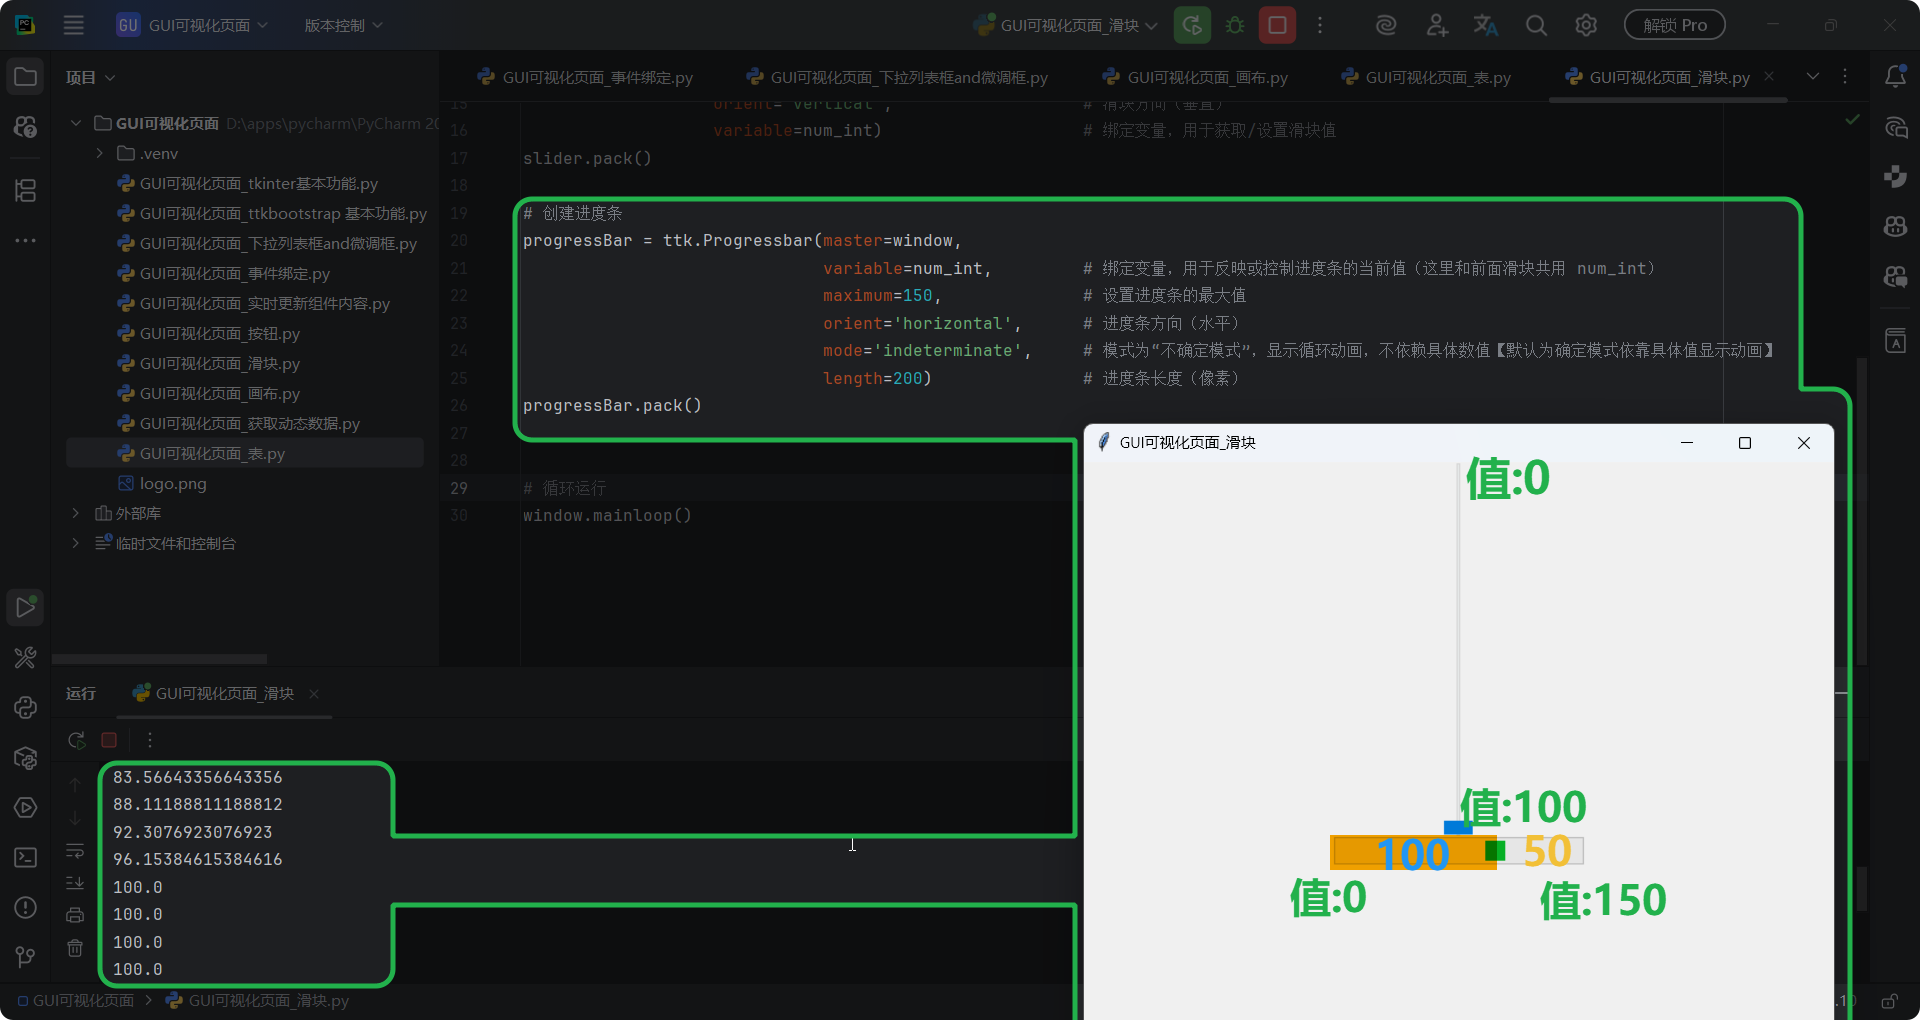 GU GUI可视化页面 版本控制 GUI可视化页面_滑块 解锁 Pro
项目
GUI可视化页面_事件绑定.py GUI可视化页面_下拉列表框and微调框.py GUI可视化页面_画布.py GUI可视化页面_表.py GUI可视化页面_滑块.py
GUI可视化页面 D:\apps\pycharm\PyCharm 20
.venv
GUI可视化页面_tkinter基本功能.py
GUI可视化页面_ttkbootstrap 基本功能.py
GUI可视化页面_下拉列表框and微调框.py
GUI可视化页面_事件绑定.py
GUI可视化页面_实时更新组件内容.py
GUI可视化页面_按钮.py
GUI可视化页面_滑块.py
GUI可视化页面_画布.py
GUI可视化页面_获取动态数据.py
GUI可视化页面_表.py
logo.png
外部库
临时文件和控制台
15 orient='vertical', # 滑块方向（垂直）
16 variable=num_int) # 绑定变量，用于获取/设置滑块值
17 slider.pack()
18
19 # 创建进度条
20 progressBar = ttk.Progressbar(master=window,
21 variable=num_int, # 绑定变量，用于反映或控制进度条的当前值（这里和前面滑块共用 num_int）
22 maximum=150, # 设置进度条的最大值
23 orient='horizontal', # 进度条方向（水平）
24 mode='indeterminate', # 模式为“不确定模式”，显示循环动画，不依赖具体数值【默认为确定模式依靠具体值显示动画】
25 length=200) # 进度条长度（像素）
26 progressBar.pack()
27
28
29 # 循环运行
30 window.mainloop()
GUI可视化页面_滑块
值:0
值:100
100 50
值:0 值:150
运行 GUI可视化页面_滑块
83.56643356643356
88.11188811188812
92.3076923076923
96.15384615384616
100.0
100.0
100.0
100.0
GUI可视化页面 GUI可视化页面_滑块.py